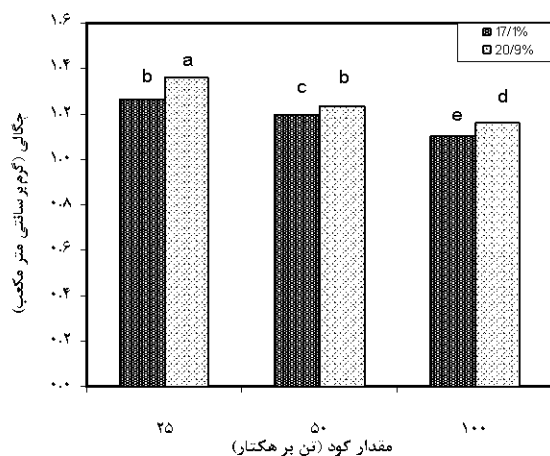 ۱.۶
۱.۴
۱.۲
۱.۰
۰.۸
۰.۶
۰.۴
۰.۲
۰.۰
چگالی (گرم بر سانتی متر مکعب)
17/1%
20/9%
b a
c b
e d
۲۵ ۵۰ ۱۰۰
مقدار کود (تن بر هکتار)